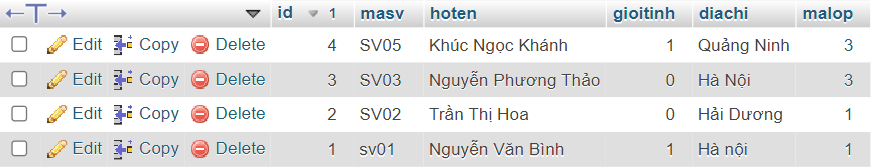 id 1 masv hoten gioitinh diachi malop
Edit Copy Delete 4 SV05 Khúc Ngọc Khánh 1 Quảng Ninh 3
Edit Copy Delete 3 SV03 Nguyễn Phương Thảo 0 Hà Nội 3
Edit Copy Delete 2 SV02 Trần Thị Hoa 0 Hải Dương 1
Edit Copy Delete 1 sv01 Nguyễn Văn Bình 1 Hà nội 1